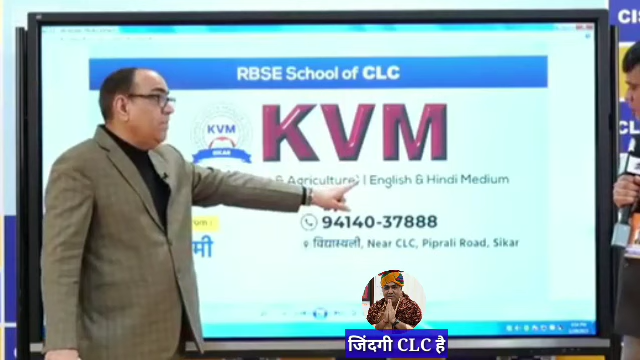 CIS
RBSE School of CLC
KVM
KVM
SIKAR
& Agriculture) | English & Hindi Medium
94140-37888
विद्यास्थली, Near CLC, Piprali Road, Sikar
मी
CL
जिंदगी CLC है